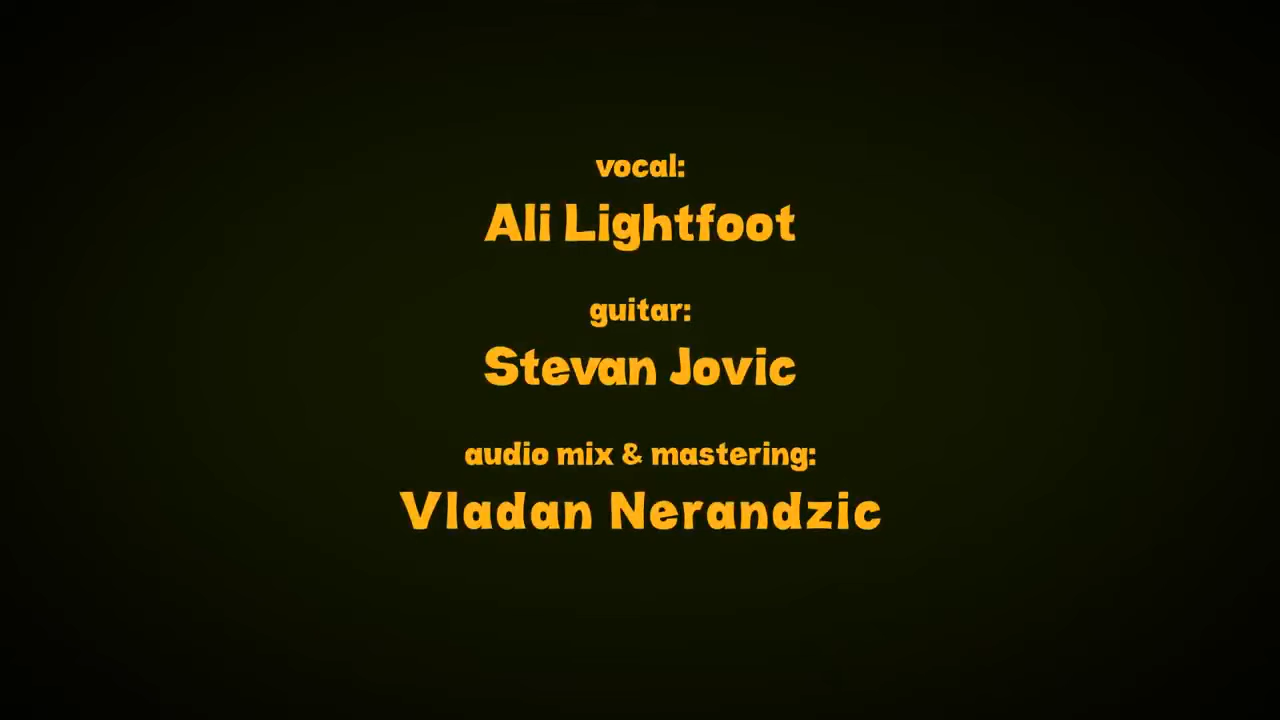 vocal:
Ali Lightfoot
guitar:
Stevan Jovic
audio mix & mastering:
Vladan Nerandzic